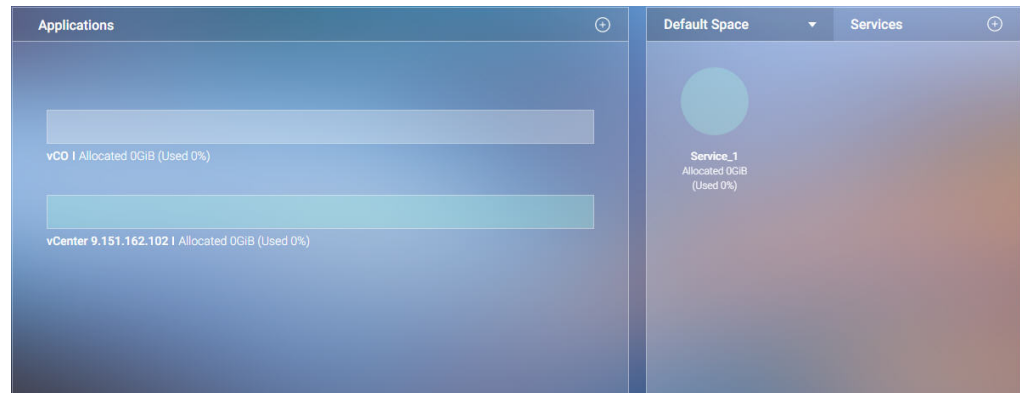 Applications
vCO | Allocated 0GiB (Used 0%)
vCenter 9.151.162.102 | Allocated 0GiB (Used 0%)
Default Space
Services
Service_1
Allocated 0GiB
(Used 0%)